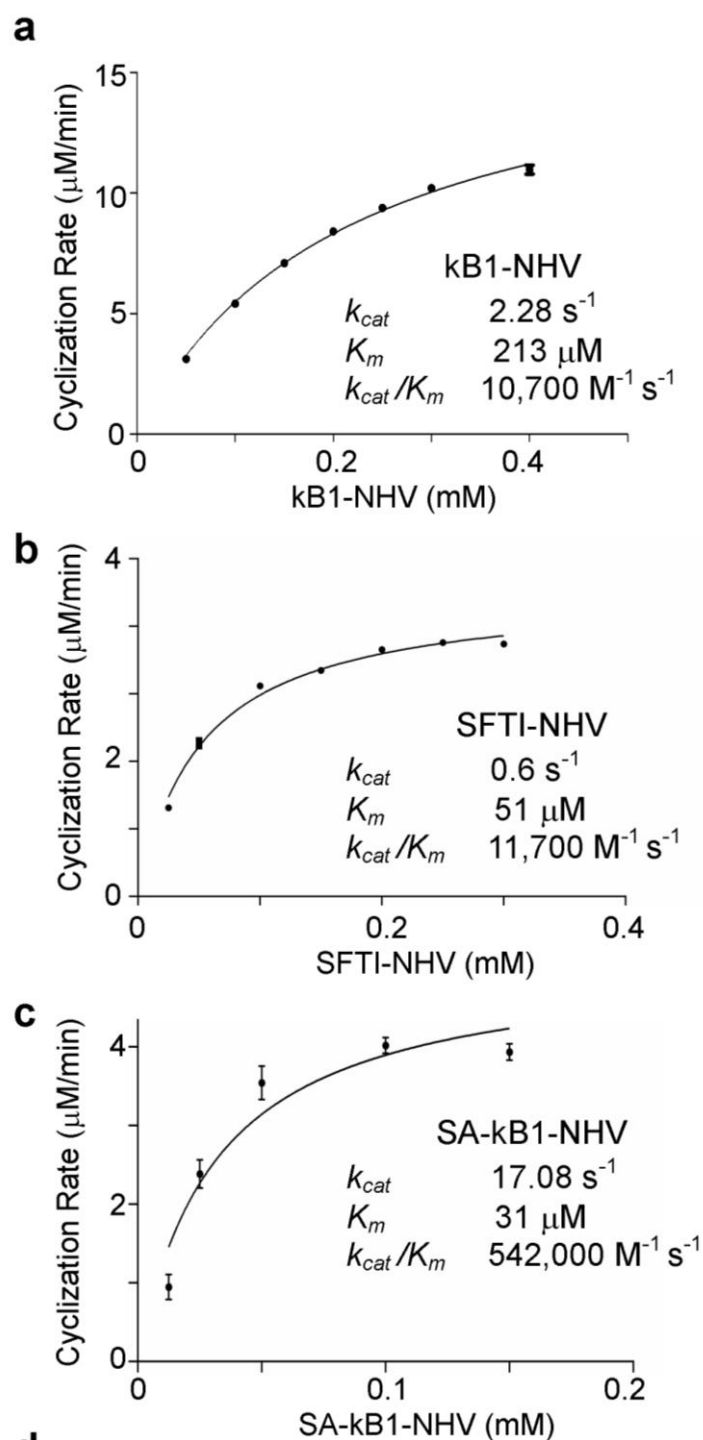 a
Cyclization Rate (μM/min)
15
10
5
0
kB1-NHV
kcat 2.28 s⁻¹
Km 213 μM
kcat/Km 10,700 M⁻¹ s⁻¹
0 0.2 0.4
kB1-NHV (mM)
b
Cyclization Rate (μM/min)
4
2
0
SFTI-NHV
kcat 0.6 s⁻¹
Km 51 μM
kcat/Km 11,700 M⁻¹ s⁻¹
0 0.2 0.4
SFTI-NHV (mM)
c
Cyclization Rate (μM/min)
4
2
0
SA-kB1-NHV
kcat 17.08 s⁻¹
Km 31 μM
kcat/Km 542,000 M⁻¹ s⁻¹
0 0.1 0.2
SA-kB1-NHV (mM)